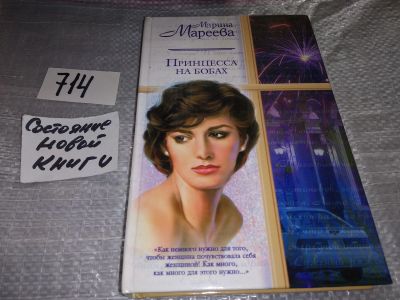 Марина
Мареева
Принцесса
на бобах
714
Состояние
новой
книги
«Как немного нужно для того,
чтобы женщина почувствовала себя
женщиной! Как много,
как много для этого нужно...»